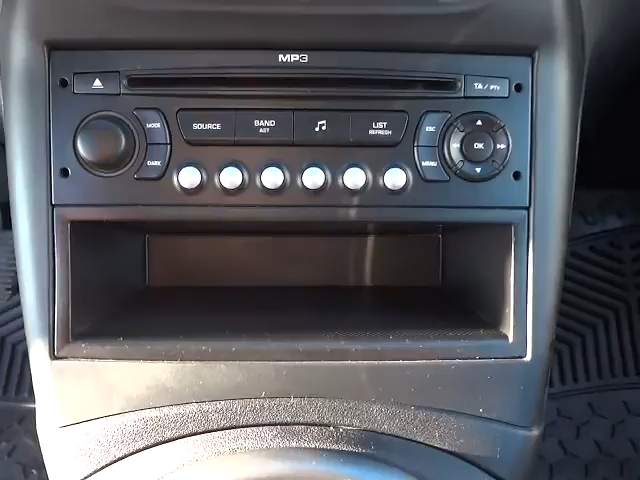 MP3
TA / PTY
SOURCE
BAND
AST
LIST
REFRESH
MODE
DARK
ESC
MENU
OK